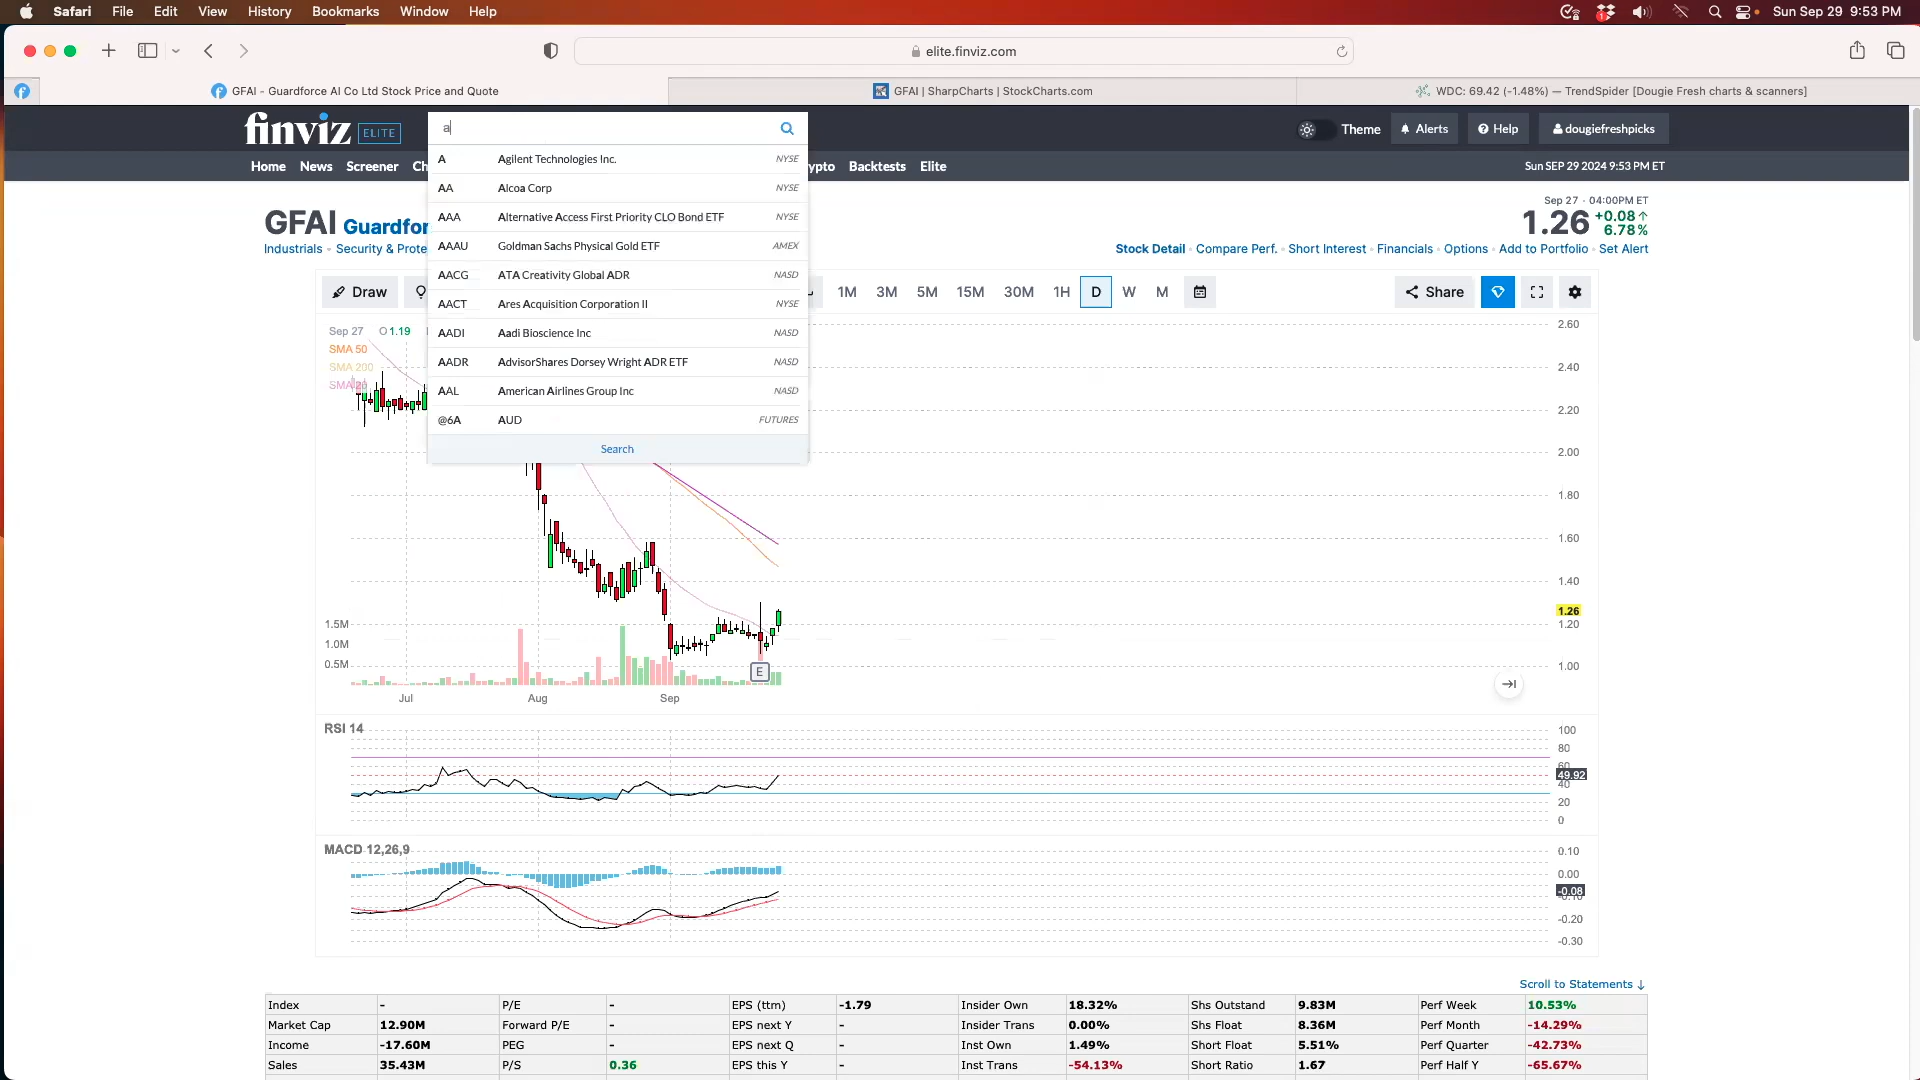 Safari File Edit View History Bookmarks Window Help Sun Sep 29 9:53 PM
elite.finviz.com
GFAI - Guardforce AI Co Ltd Stock Price and Quote GFAI | SharpCharts | StockCharts.com WDC: 69.42 (-1.48%) — TrendSpider [Dougie Fresh charts & scanners]
finviz ELITE a Theme Alerts Help dougiefreshpicks
Home News Screener Ch ypto Backtests Elite Sun SEP 29 2024 9:53 PM ET
A Agilent Technologies Inc. NYSE
AA Alcoa Corp NYSE
AAA Alternative Access First Priority CLO Bond ETF NYSE
AAAU Goldman Sachs Physical Gold ETF AMEX
AACG ATA Creativity Global ADR NASD
AACT Ares Acquisition Corporation II NYSE
AADI Aadi Bioscience Inc NASD
AADR AdvisorShares Dorsey Wright ADR ETF NASD
AAL American Airlines Group Inc NASD
@6A AUD FUTURES
Search
Sep 27 · 04:00PM ET
GFAI Guardfor 1.26 +0.08
6.78%
Industrials · Security & Prote Stock Detail · Compare Perf. · Short Interest · Financials · Options · Add to Portfolio · Set Alert
Draw 1M 3M 5M 15M 30M 1H D W M Share
Sep 27 O 1.19
SMA 50
SMA 200
SMA 20
2.60
2.40
2.20
2.00
1.80
1.60
1.40
1.26
1.20
1.00
1.5M
1.0M
0.5M
E
Jul Aug Sep
RSI 14
100
80
60
49.92
40
20
0
MACD 12,26,9
0.10
0.00
-0.08
-0.10
-0.20
-0.30
Scroll to Statements ↓
Index - P/E - EPS (ttm) -1.79 Insider Own 18.32% Shs Outstand 9.83M Perf Week 10.53%
Market Cap 12.90M Forward P/E - EPS next Y - Insider Trans 0.00% Shs Float 8.36M Perf Month -14.29%
Income -17.60M PEG - EPS next Q - Inst Own 1.49% Short Float 5.51% Perf Quarter -42.73%
Sales 35.43M P/S 0.36 EPS this Y - Inst Trans -54.13% Short Ratio 1.67 Perf Half Y -65.67%